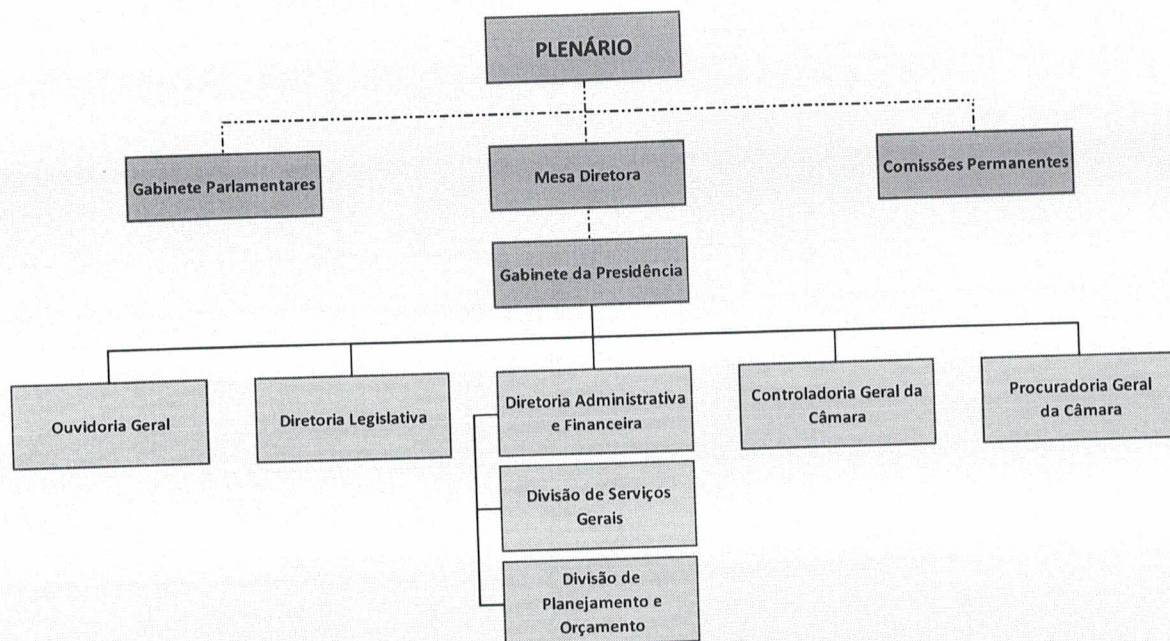 PLENÁRIO
Gabinete Parlamentares
Mesa Diretora
Comissões Permanentes
Gabinete da Presidência
Ouvidoria Geral
Diretoria Legislativa
Diretoria Administrativa
e Financeira
Controladoria Geral da
Câmara
Procuradoria Geral
da Câmara
Divisão de Serviços
Gerais
Divisão de
Planejamento e
Orçamento